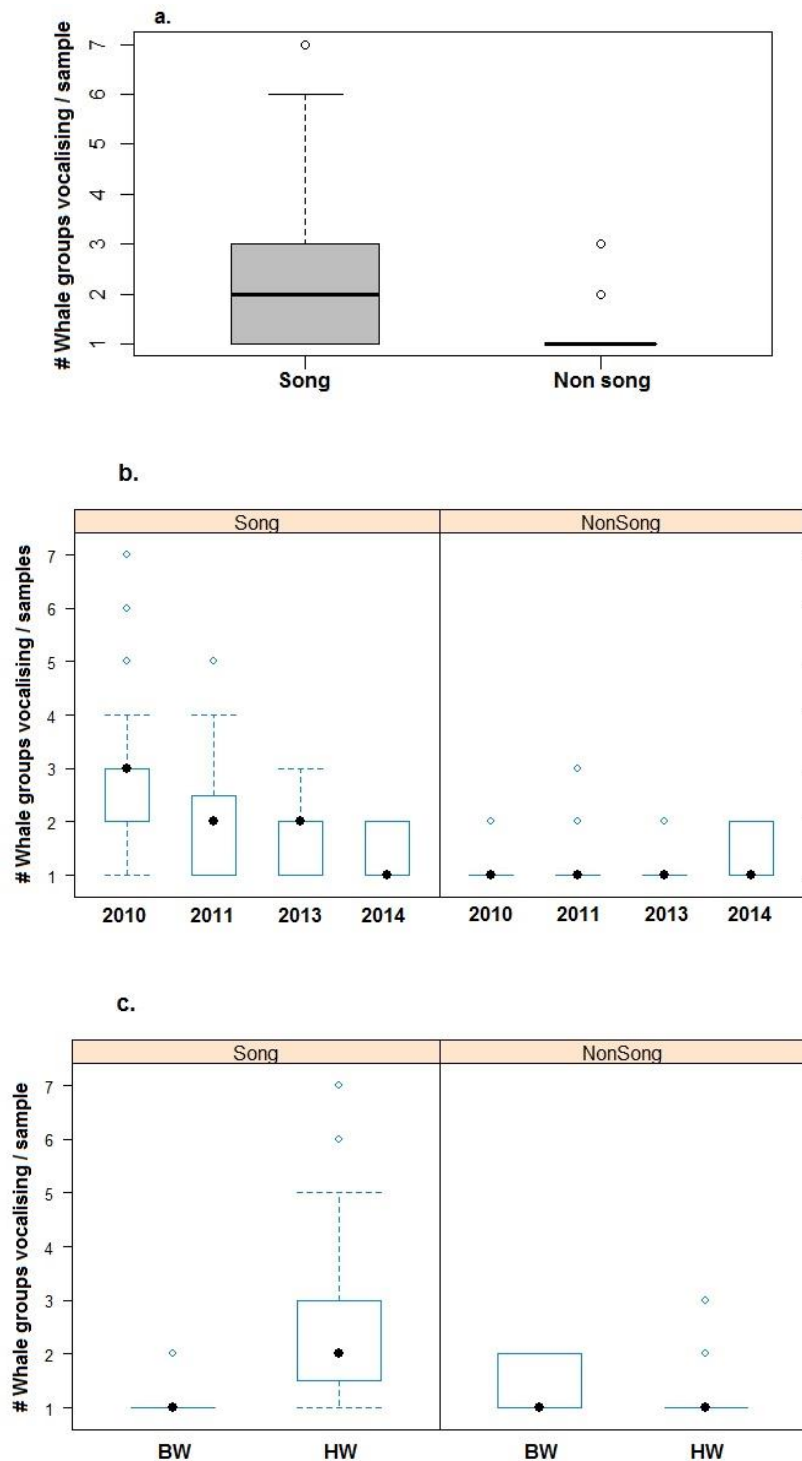 a.
# Whale groups vocalising / sample
7
6
5
4
3
2
1
Song Non song
b.
Song NonSong
# Whale groups vocalising / samples
7
6
5
4
3
2
1
2010 2011 2013 2014 2010 2011 2013 2014
c.
Song NonSong
# Whale groups vocalising / sample
7
6
5
4
3
2
1
BW HW BW HW